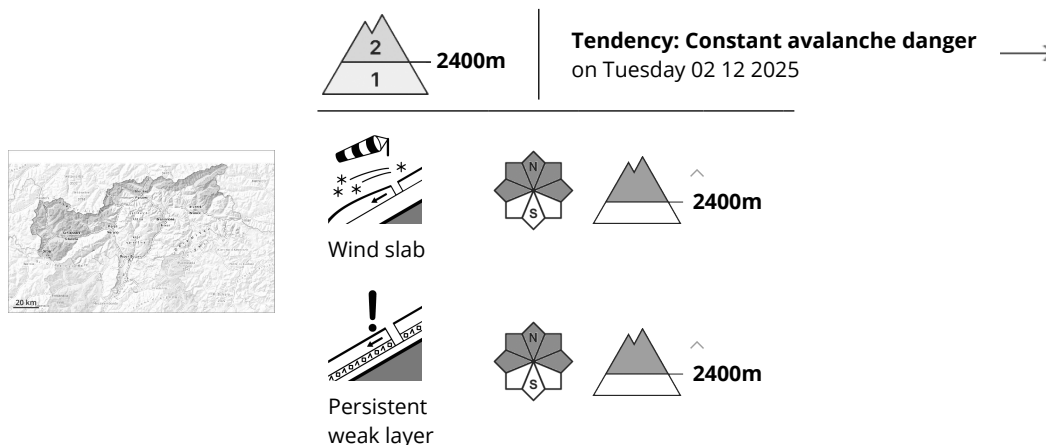 2
1
2400m
Tendency: Constant avalanche danger
on Tuesday 02 12 2025
20 km
N
S
2400m
Wind slab
N
S
2400m
Persistent
weak layer